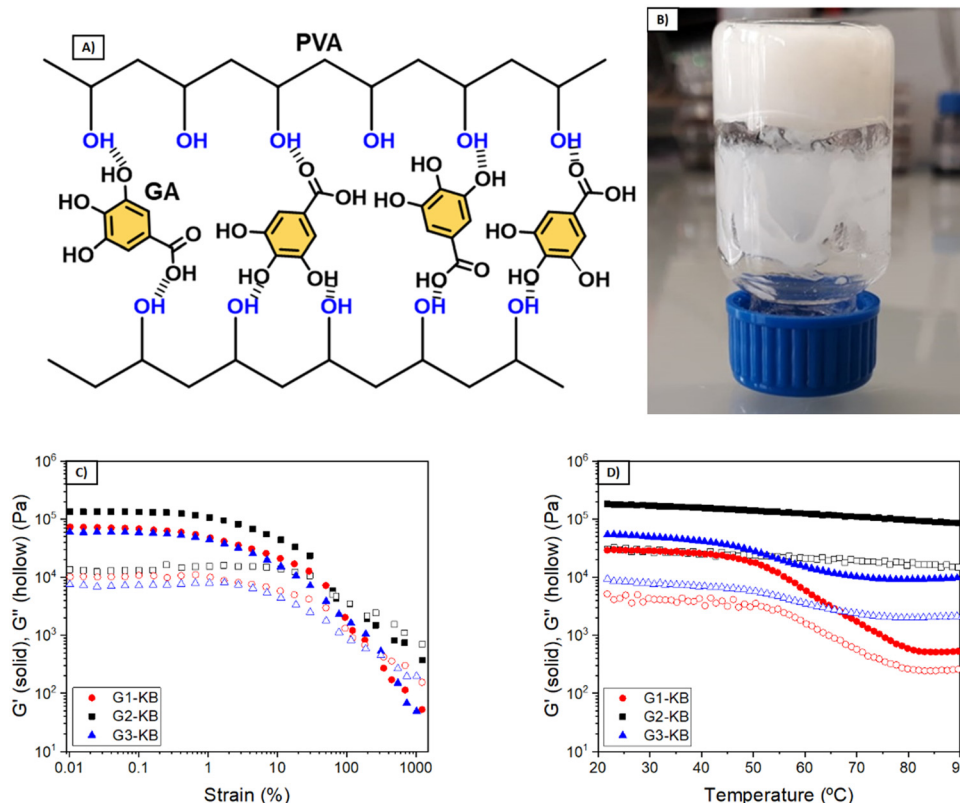 A)
PVA
OH OH OH OH OH OH
HO GA
HO
HO
O
OH
O
OH
HO
HO OH
HO
HO
OH
HO O
O
OH
HO
HO OH
OH OH OH OH OH
B)
C)
10⁶
10⁵
10⁴
10³
10²
10¹
G' (solid), G'' (hollow) (Pa)
G1-KB
G2-KB
G3-KB
0.01 0.1 1 10 100 1000
Strain (%)
D)
10⁶
10⁵
10⁴
10³
10²
10¹
G' (solid), G'' (hollow) (Pa)
G1-KB
G2-KB
G3-KB
20 30 40 50 60 70 80 90
Temperature (ºC)